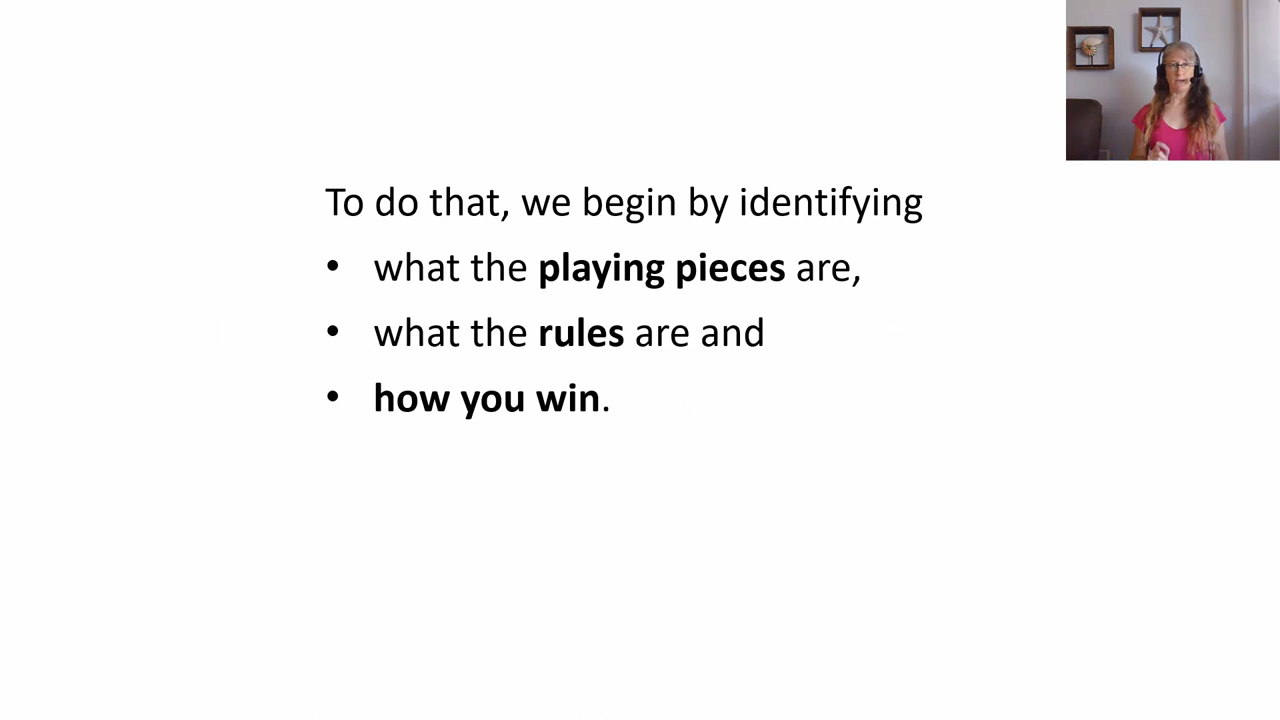 To do that, we begin by identifying
• what the playing pieces are,
• what the rules are and
• how you win.